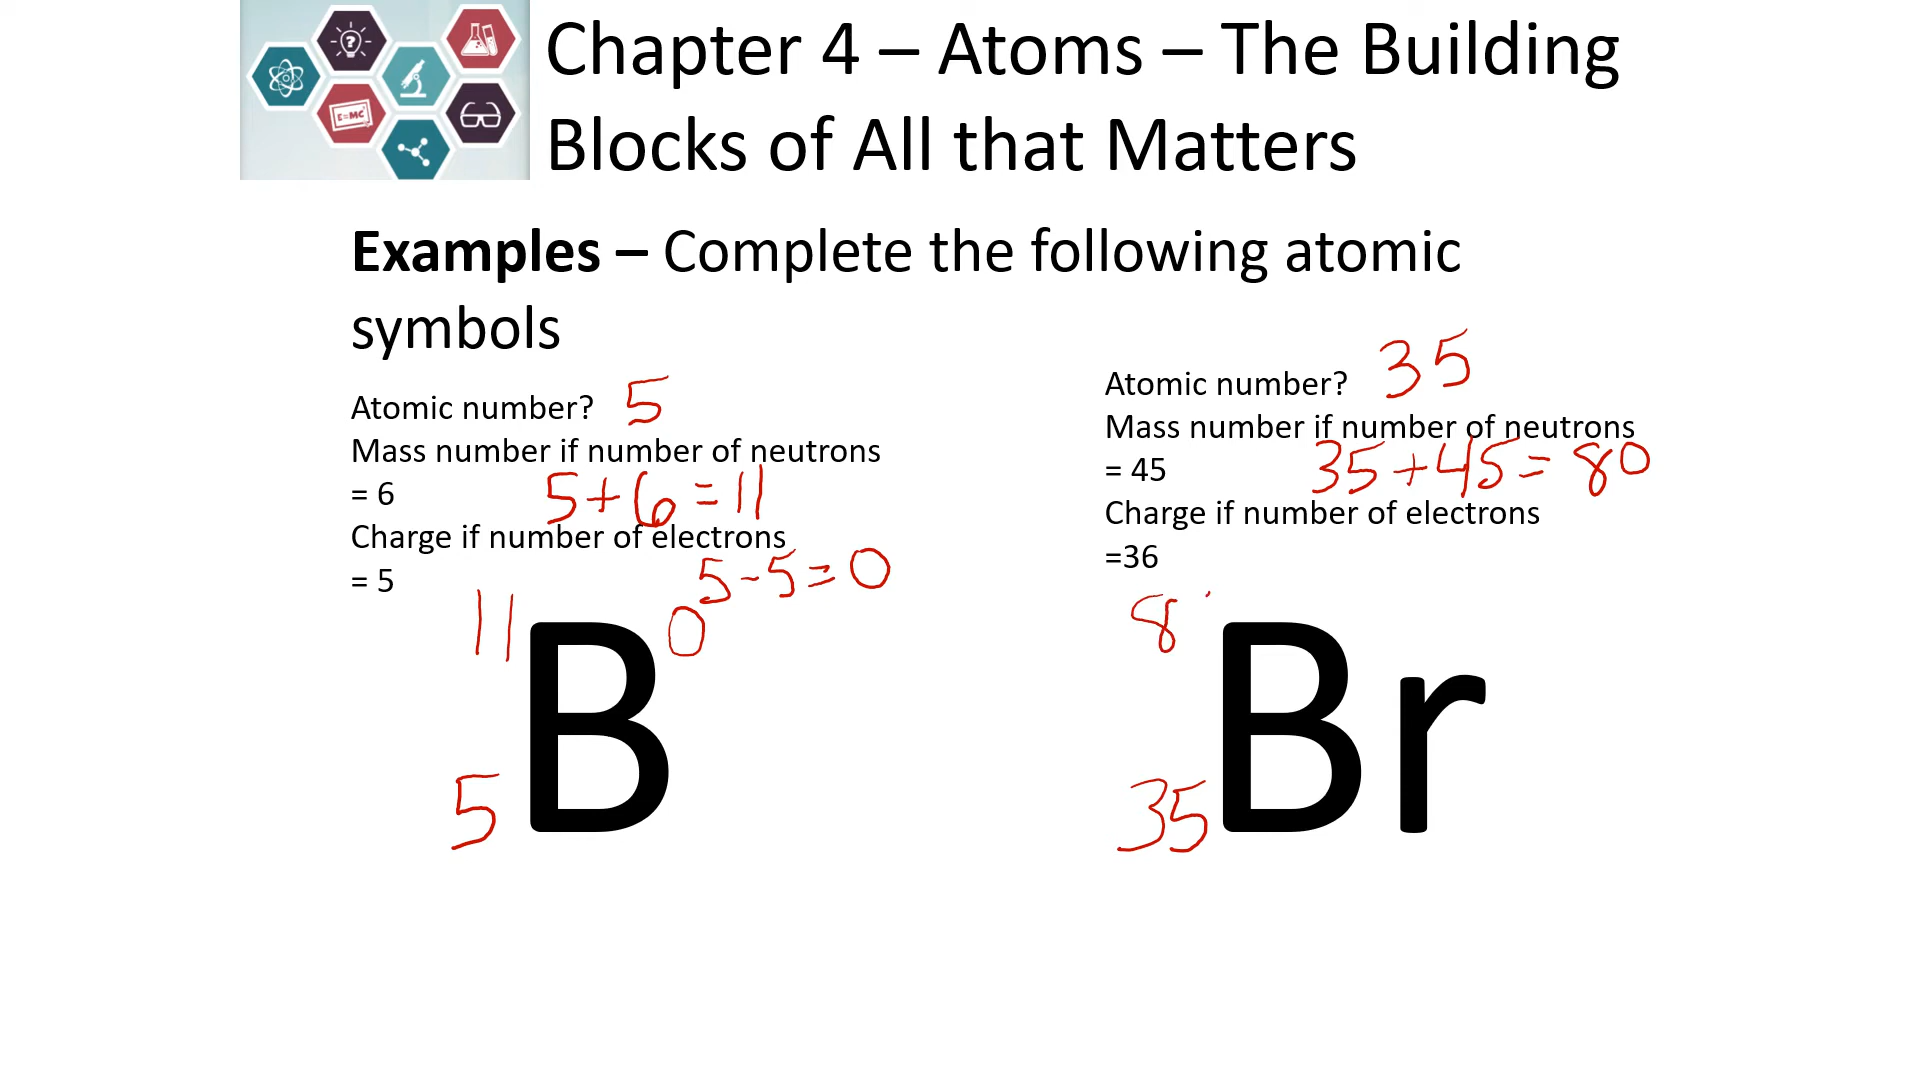 Chapter 4 – Atoms – The Building
Blocks of All that Matters
E=MC²
Examples – Complete the following atomic
symbols
Atomic number? 5
Mass number if number of neutrons
= 6 5+6=11
Charge if number of electrons
= 5 5-5=0
11 B 0
5
Atomic number? 35
Mass number if number of neutrons
= 45 35+45=80
Charge if number of electrons
=36
8 Br
35